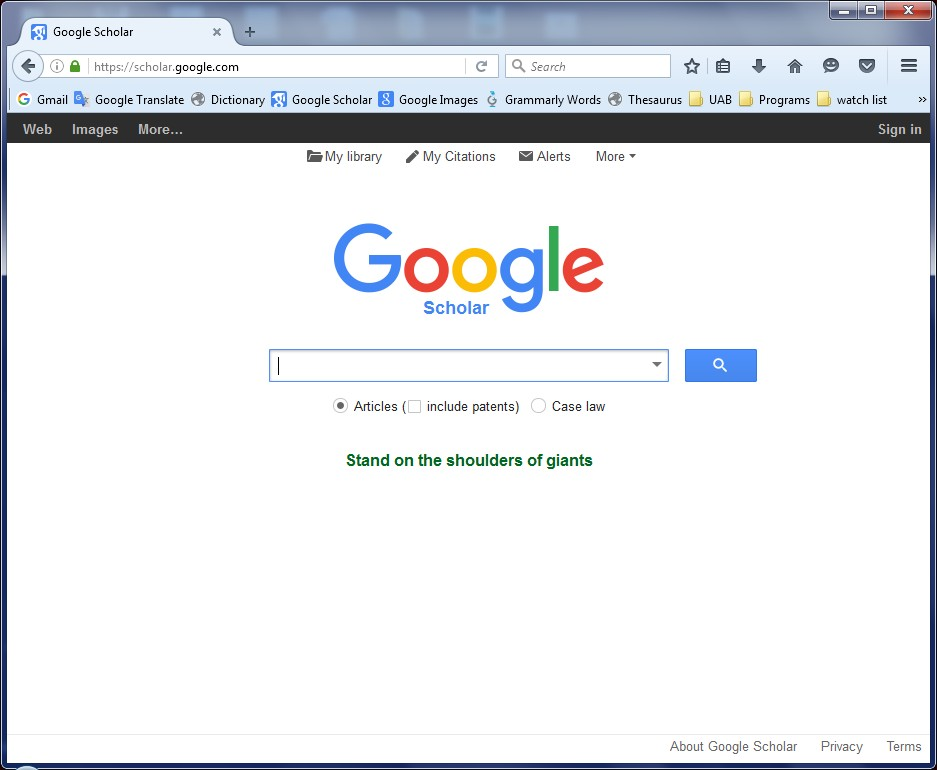 Google Scholar
https://scholar.google.com
Search
Gmail Google Translate Dictionary Google Scholar Google Images Grammarly Words Thesaurus UAB Programs watch list »
Web Images More... Sign in
My library My Citations Alerts More
Google
Scholar
Articles (include patents) Case law
Stand on the shoulders of giants
About Google Scholar Privacy Terms